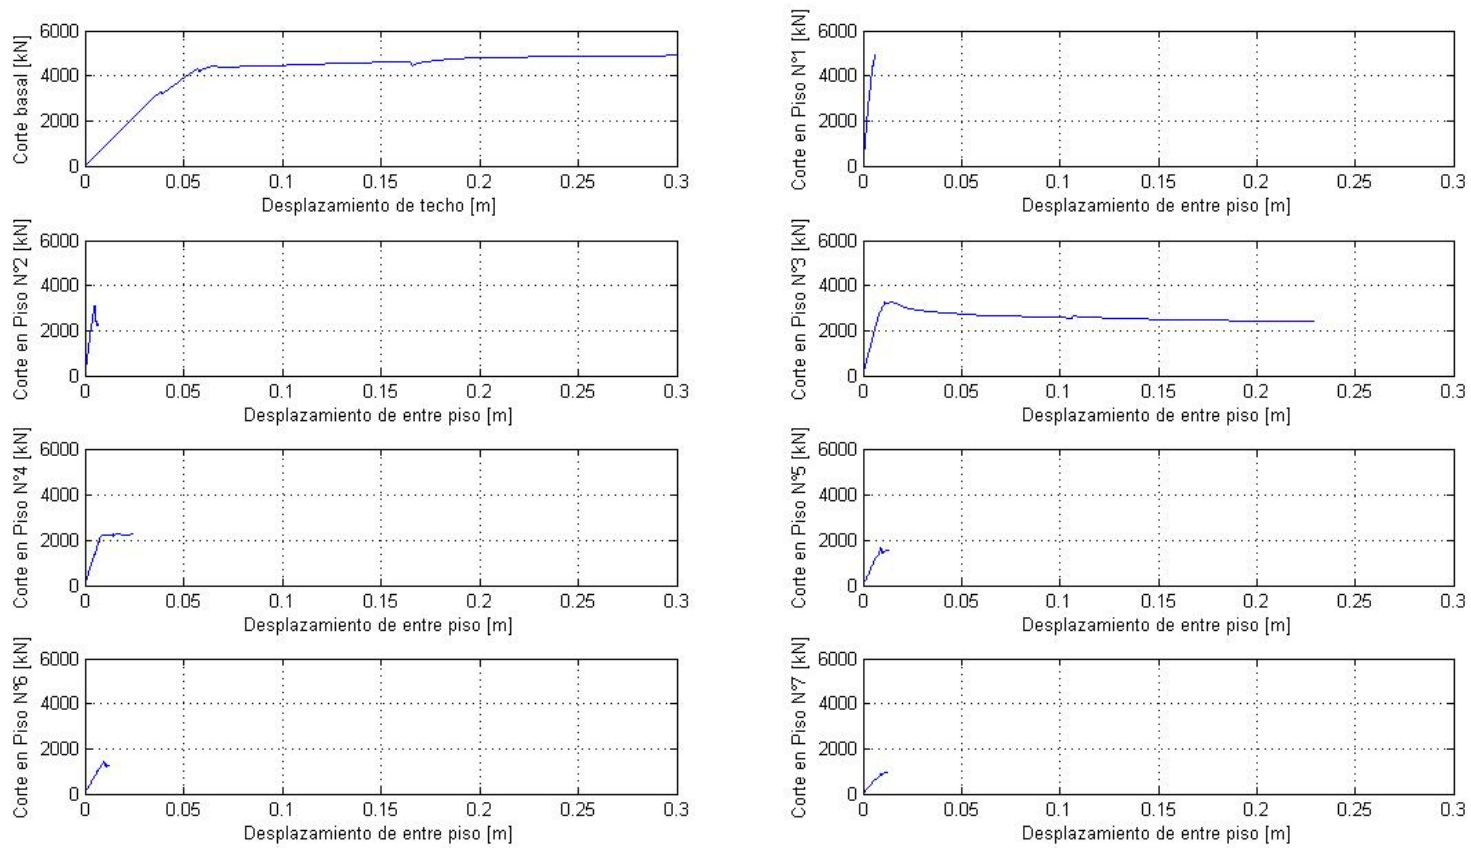 Corte basal [kN]
6000
4000
2000
0
0 0.05 0.1 0.15 0.2 0.25 0.3
Desplazamiento de techo [m]
Corte en Piso N°1 [kN]
6000
4000
2000
0
0 0.05 0.1 0.15 0.2 0.25 0.3
Desplazamiento de entre piso [m]
Corte en Piso N°2 [kN]
6000
4000
2000
0
0 0.05 0.1 0.15 0.2 0.25 0.3
Desplazamiento de entre piso [m]
Corte en Piso N°3 [kN]
6000
4000
2000
0
0 0.05 0.1 0.15 0.2 0.25 0.3
Desplazamiento de entre piso [m]
Corte en Piso N°4 [kN]
6000
4000
2000
0
0 0.05 0.1 0.15 0.2 0.25 0.3
Desplazamiento de entre piso [m]
Corte en Piso N°5 [kN]
6000
4000
2000
0
0 0.05 0.1 0.15 0.2 0.25 0.3
Desplazamiento de entre piso [m]
Corte en Piso N°6 [kN]
6000
4000
2000
0
0 0.05 0.1 0.15 0.2 0.25 0.3
Desplazamiento de entre piso [m]
Corte en Piso N°7 [kN]
6000
4000
2000
0
0 0.05 0.1 0.15 0.2 0.25 0.3
Desplazamiento de entre piso [m]